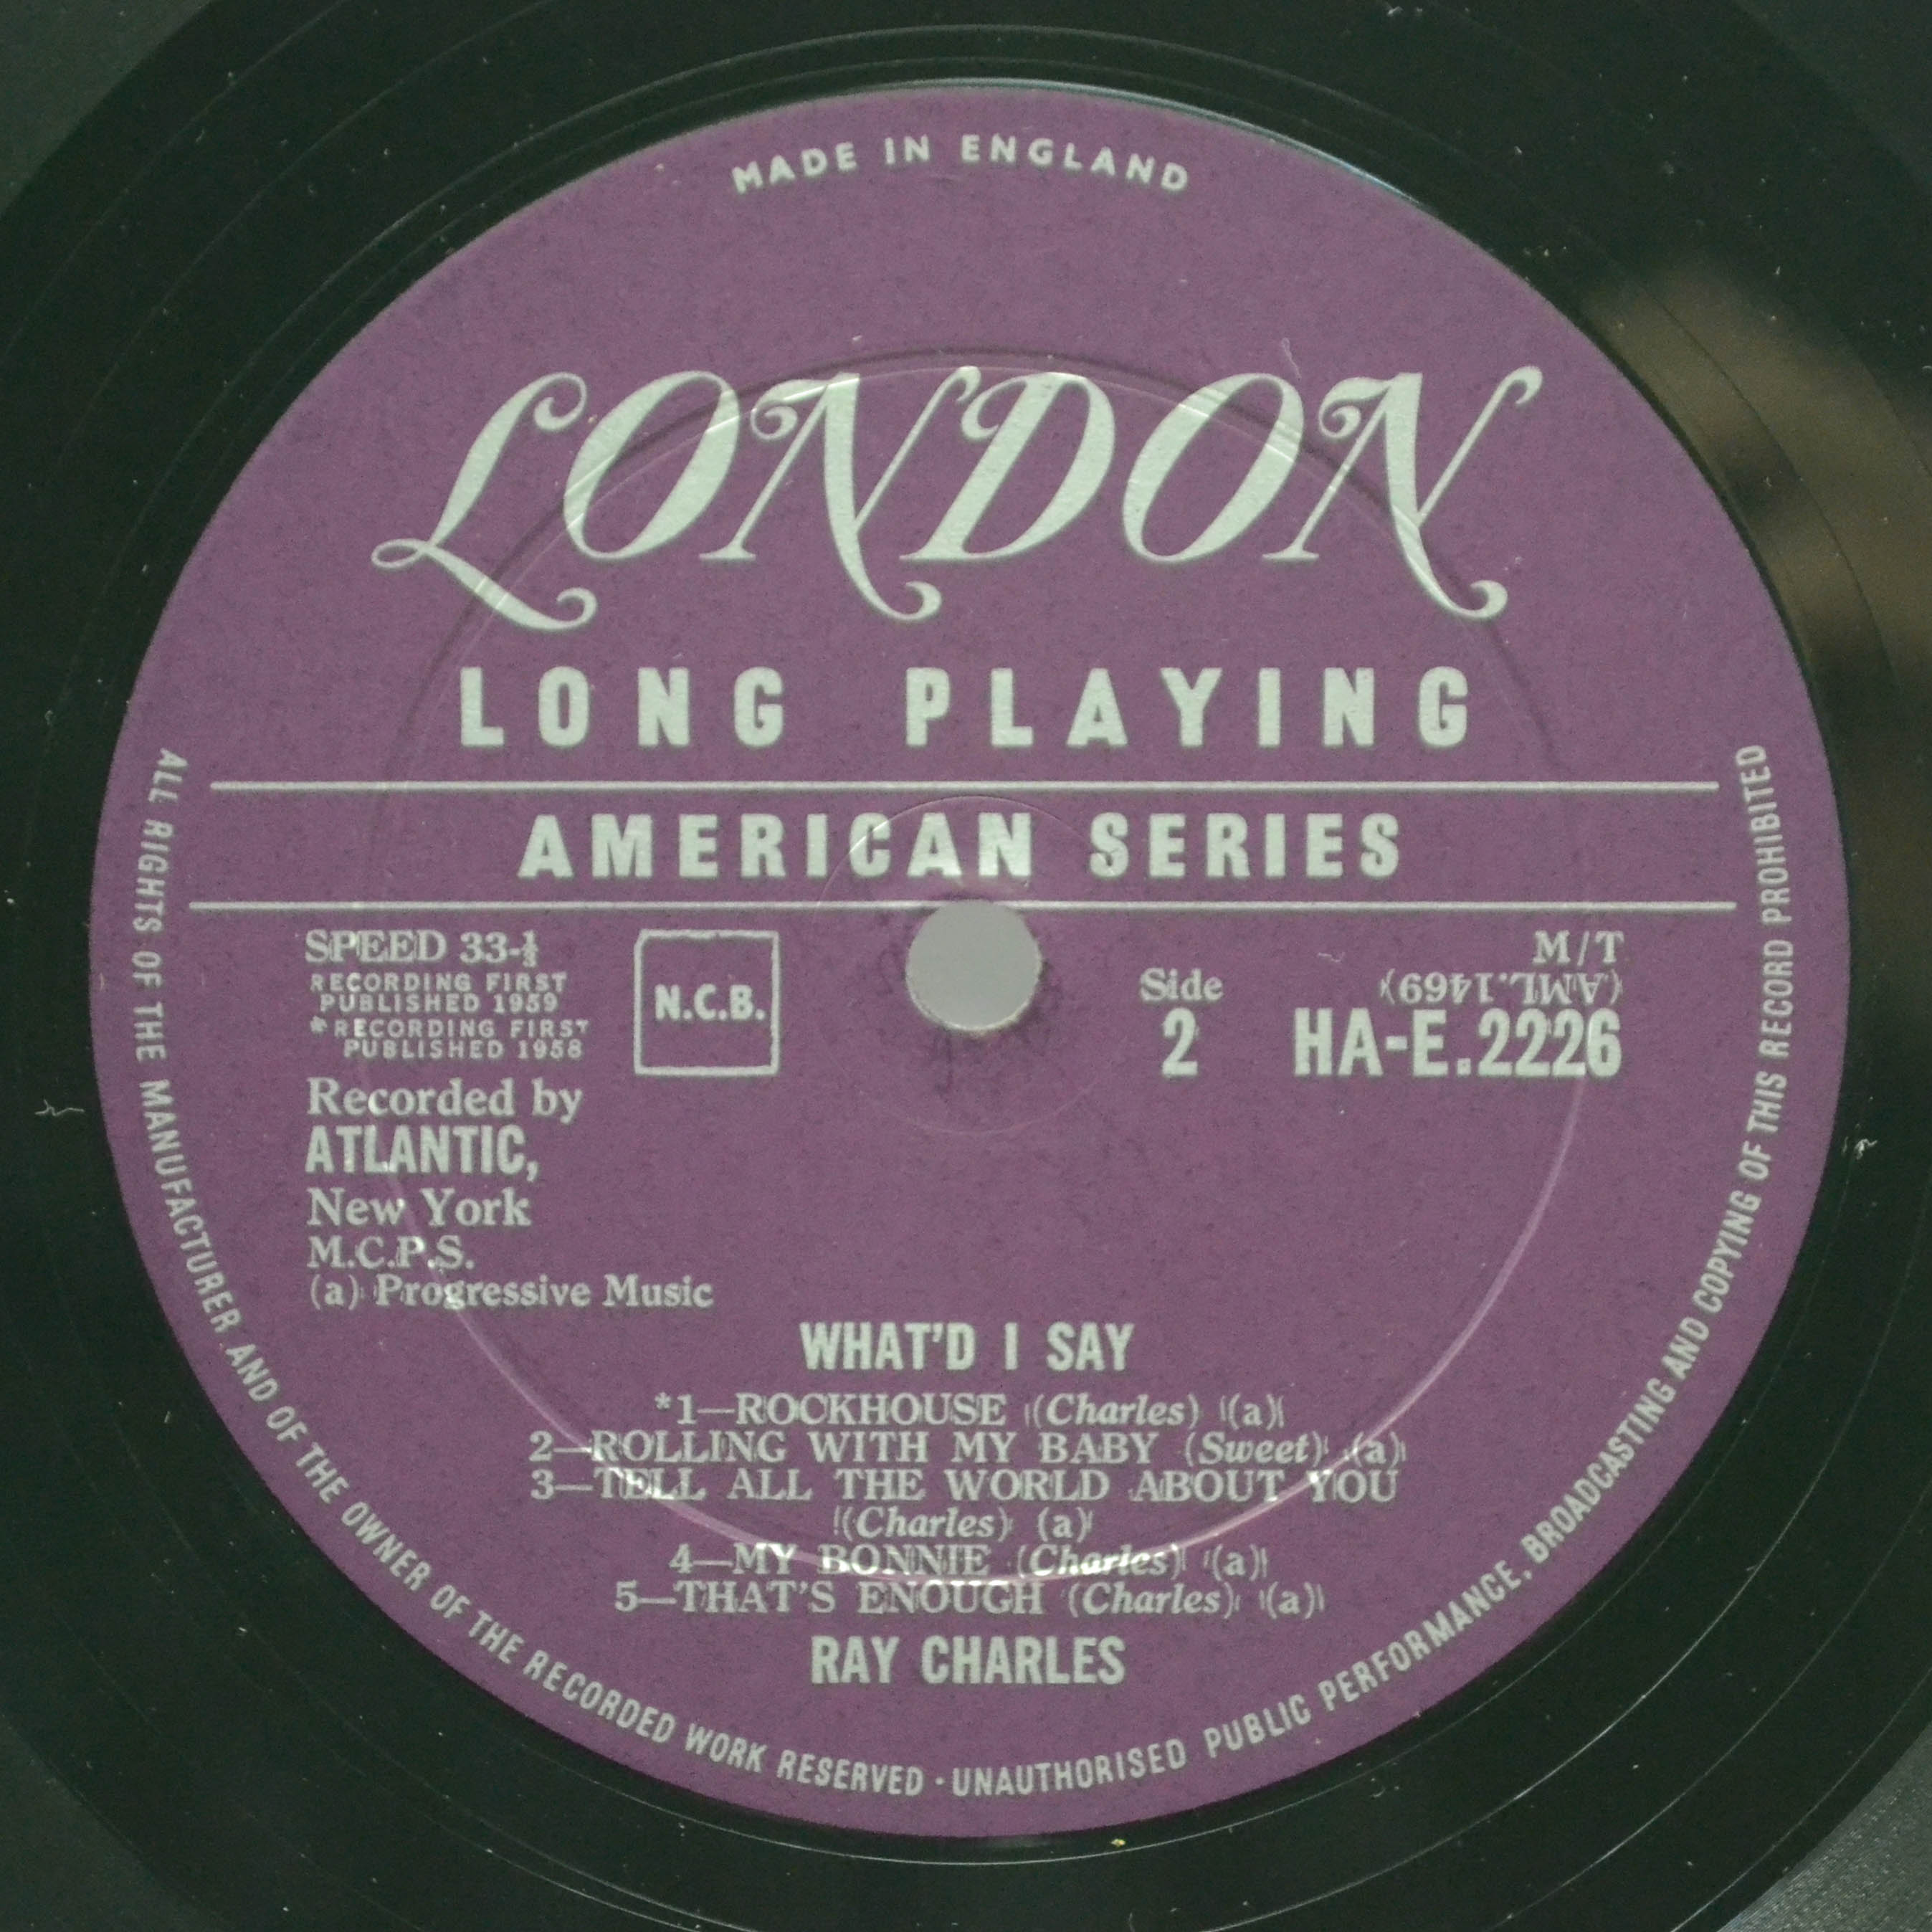 MADE IN ENGLAND
LONDON
LONG PLAYING
AMERICAN SERIES
SPEED 33-⅓
RECORDING FIRST
PUBLISHED 1959
*RECORDING FIRST
PUBLISHED 1958
N.C.B.
Recorded by
ATLANTIC,
New York
M.C.P.S.
(a) Progressive Music
Side
2
M/T
(AML.1469)
HA-E.2226
WHAT'D I SAY
*1—ROCKHOUSE (Charles) (a)
2—ROLLING WITH MY BABY (Sweet) (a)
3—TELL ALL THE WORLD ABOUT YOU
(Charles) (a)
4—MY BONNIE (Charles) (a)
5—THAT'S ENOUGH (Charles) (a)
RAY CHARLES
ALL RIGHTS OF THE MANUFACTURER AND OF THE OWNER OF THE RECORDED WORK RESERVED · UNAUTHORISED PUBLIC PERFORMANCE, BROADCASTING AND COPYING OF THIS RECORD PROHIBITED